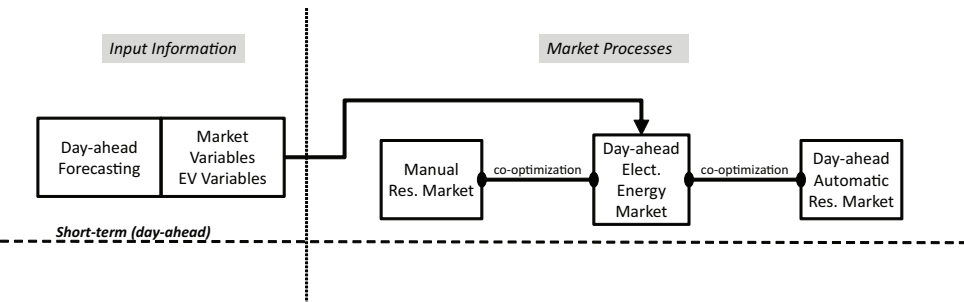 Input Information
Market Processes
Day-ahead
Forecasting
Market
Variables
EV Variables
Manual
Res. Market
co-optimization
Day-ahead
Elect.
Energy
Market
co-optimization
Day-ahead
Automatic
Res. Market
Short-term (day-ahead)